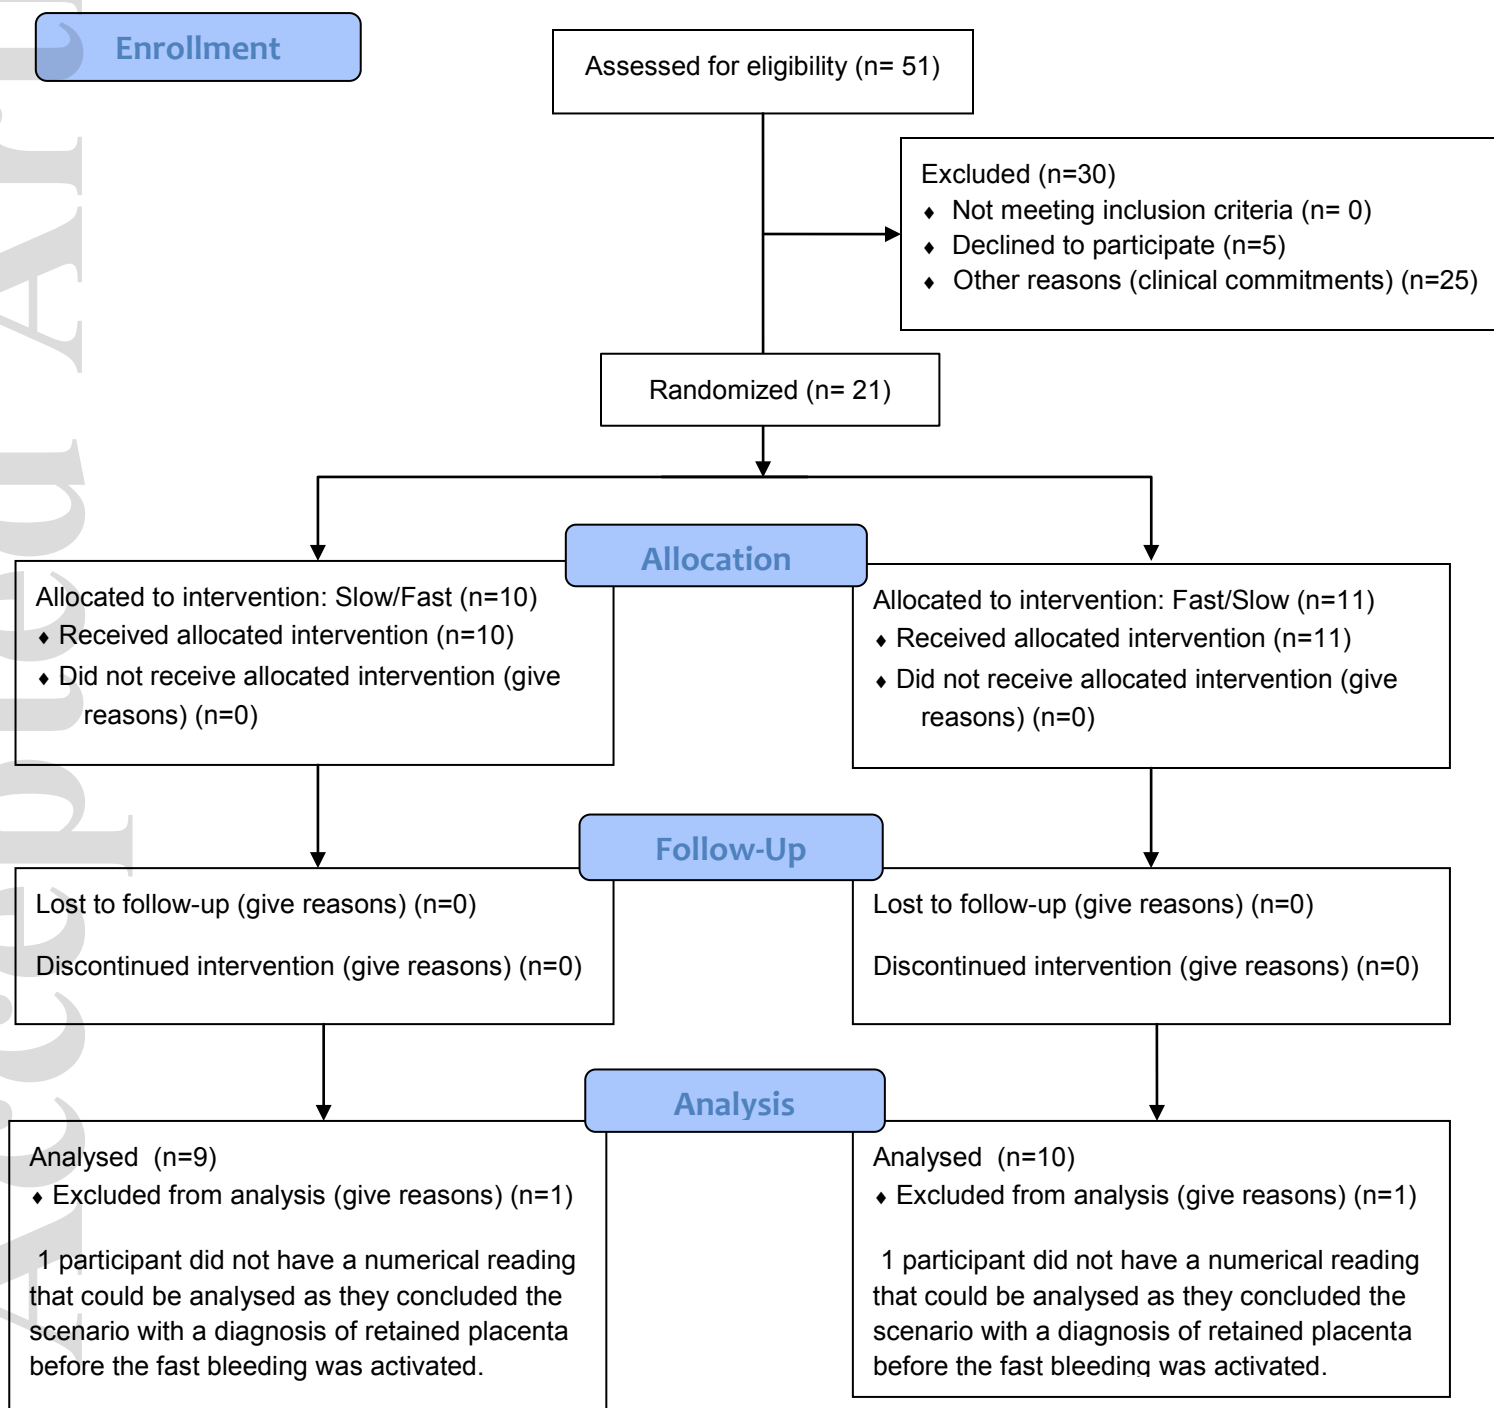 Enrollment
Assessed for eligibility (n= 51)
Excluded (n=30)
♦ Not meeting inclusion criteria (n= 0)
♦ Declined to participate (n=5)
♦ Other reasons (clinical commitments) (n=25)
Randomized (n= 21)
Allocation
Allocated to intervention: Slow/Fast (n=10)
♦ Received allocated intervention (n=10)
♦ Did not receive allocated intervention (give
reasons) (n=0)
Allocated to intervention: Fast/Slow (n=11)
♦ Received allocated intervention (n=11)
♦ Did not receive allocated intervention (give
reasons) (n=0)
Follow-Up
Lost to follow-up (give reasons) (n=0)
Discontinued intervention (give reasons) (n=0)
Lost to follow-up (give reasons) (n=0)
Discontinued intervention (give reasons) (n=0)
Analysis
Analysed (n=9)
♦ Excluded from analysis (give reasons) (n=1)
1 participant did not have a numerical reading
that could be analysed as they concluded the
scenario with a diagnosis of retained placenta
before the fast bleeding was activated.
Analysed (n=10)
♦ Excluded from analysis (give reasons) (n=1)
1 participant did not have a numerical reading
that could be analysed as they concluded the
scenario with a diagnosis of retained placenta
before the fast bleeding was activated.
Accepted Art